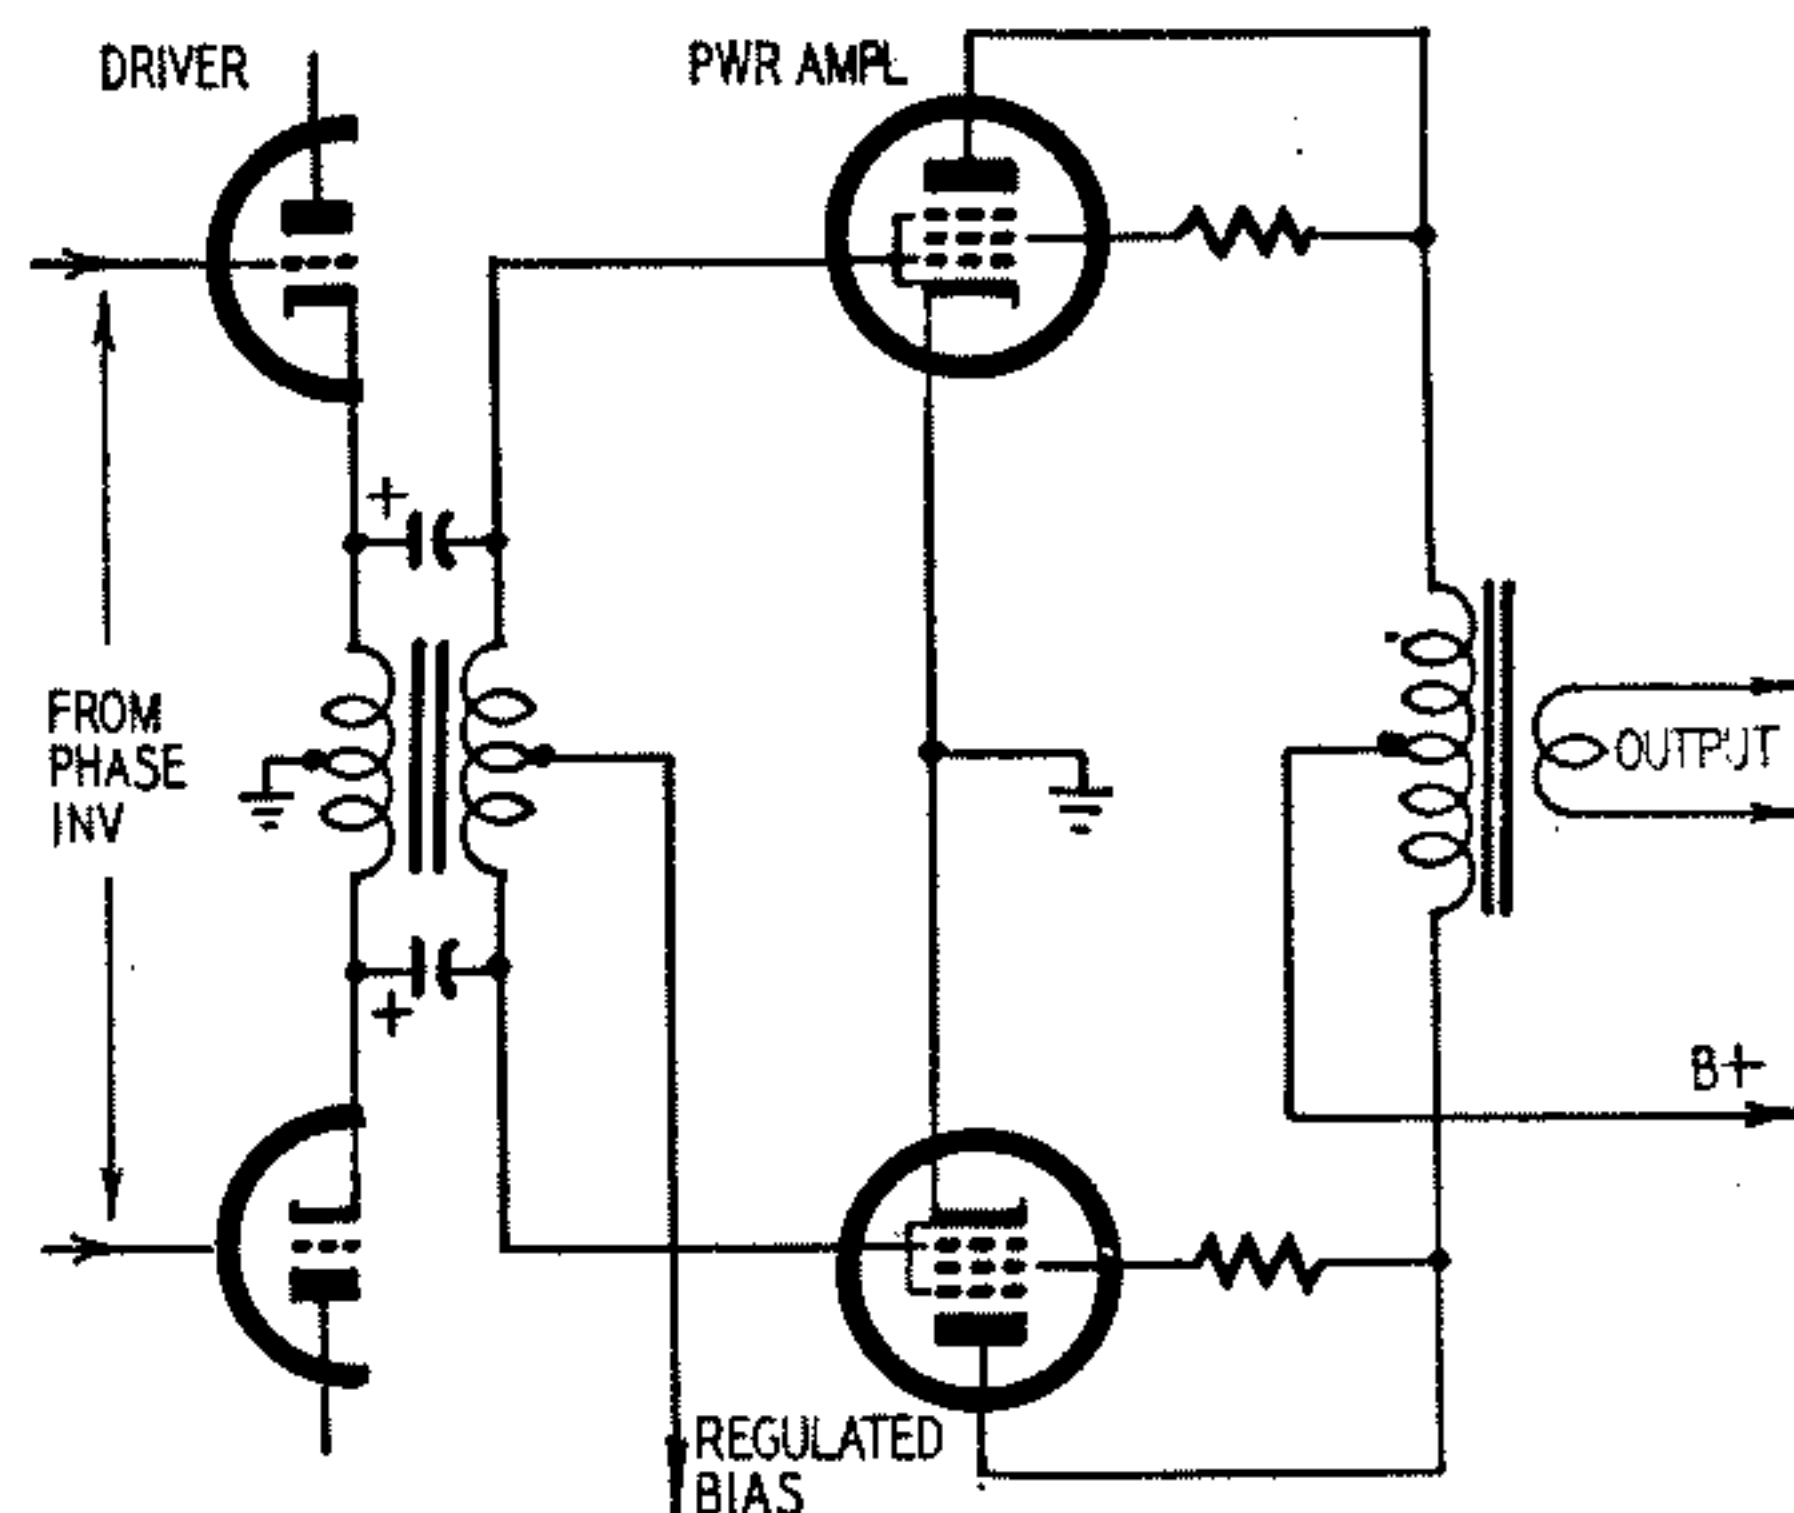 DRIVER
PWR AMPL
+
FROM
PHASE
INV
OUTPUT
+
B+
REGULATED
BIAS